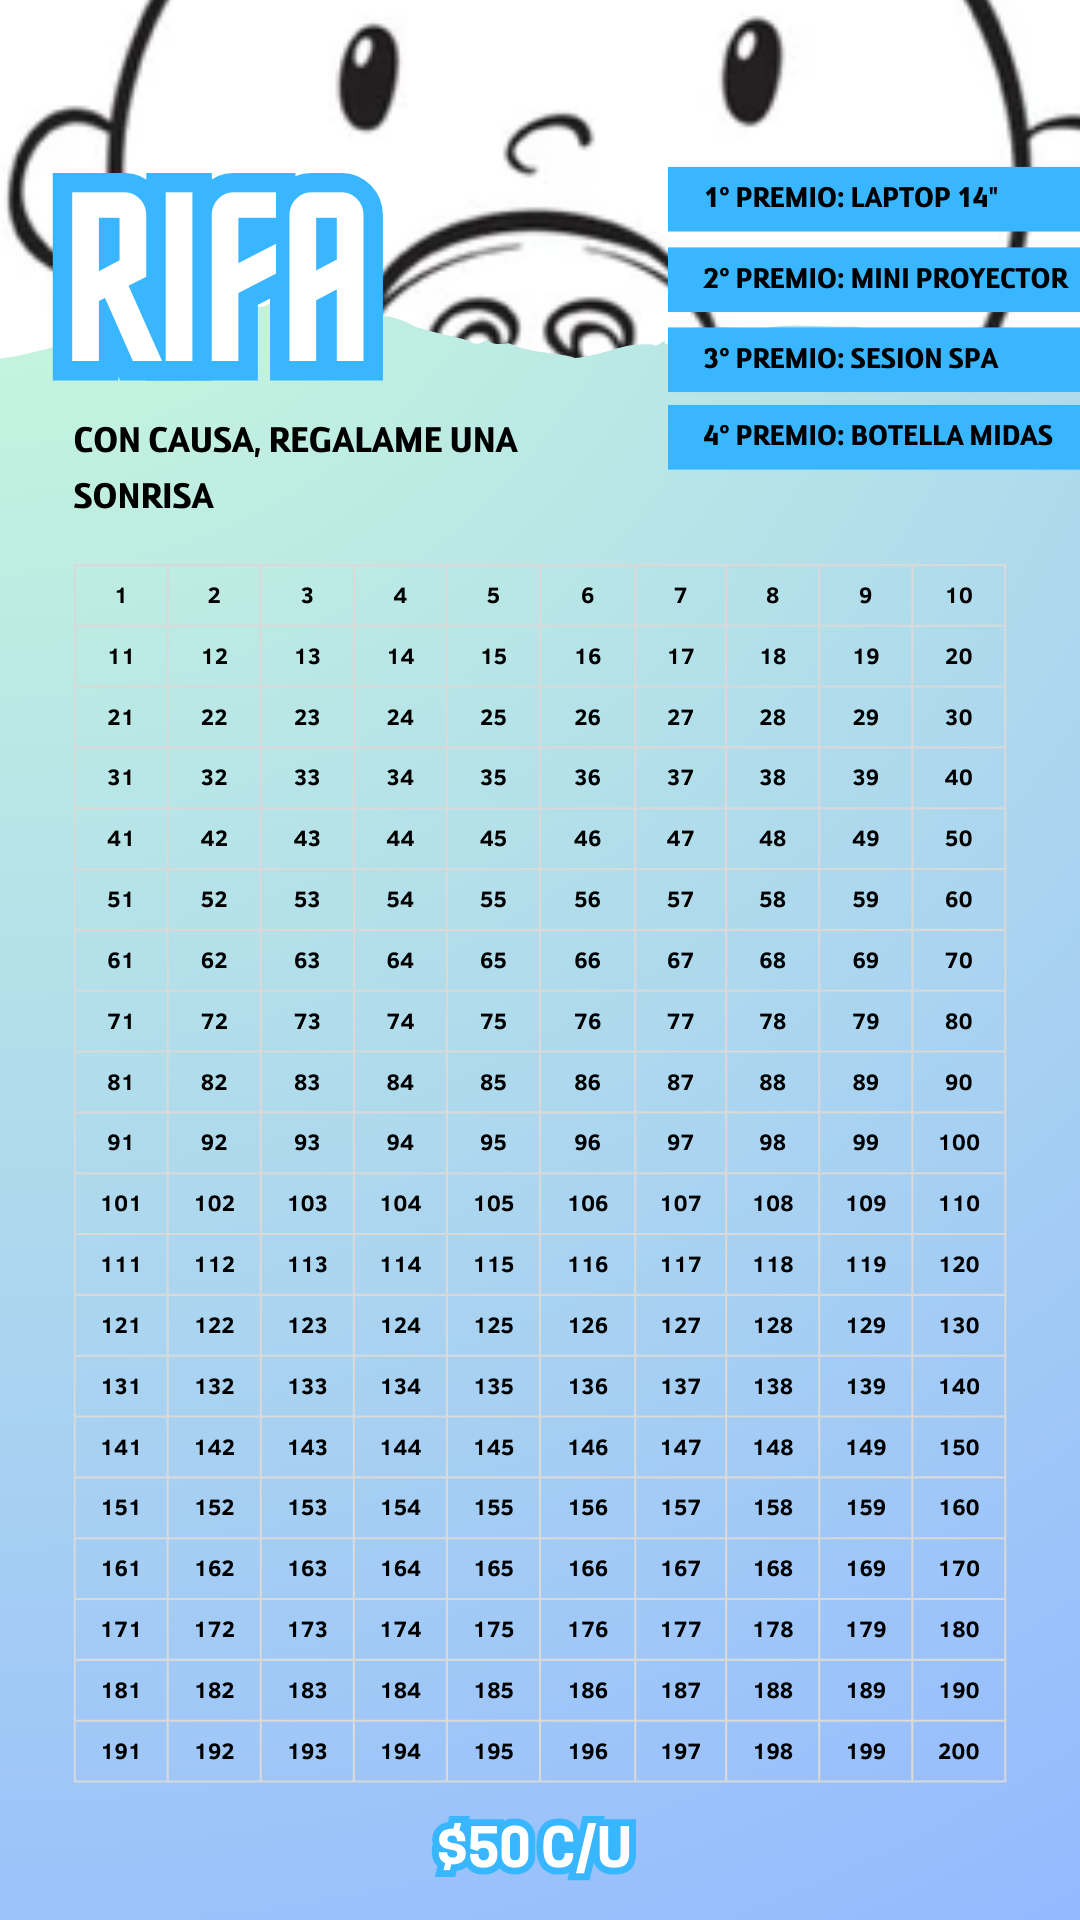 RIFA
1° PREMIO: LAPTOP 14"
2° PREMIO: MINI PROYECTOR
3° PREMIO: SESION SPA
4° PREMIO: BOTELLA MIDAS
CON CAUSA, REGALAME UNA
SONRISA
1 2 3 4 5 6 7 8 9 10
11 12 13 14 15 16 17 18 19 20
21 22 23 24 25 26 27 28 29 30
31 32 33 34 35 36 37 38 39 40
41 42 43 44 45 46 47 48 49 50
51 52 53 54 55 56 57 58 59 60
61 62 63 64 65 66 67 68 69 70
71 72 73 74 75 76 77 78 79 80
81 82 83 84 85 86 87 88 89 90
91 92 93 94 95 96 97 98 99 100
101 102 103 104 105 106 107 108 109 110
111 112 113 114 115 116 117 118 119 120
121 122 123 124 125 126 127 128 129 130
131 132 133 134 135 136 137 138 139 140
141 142 143 144 145 146 147 148 149 150
151 152 153 154 155 156 157 158 159 160
161 162 163 164 165 166 167 168 169 170
171 172 173 174 175 176 177 178 179 180
181 182 183 184 185 186 187 188 189 190
191 192 193 194 195 196 197 198 199 200
$50 C/U